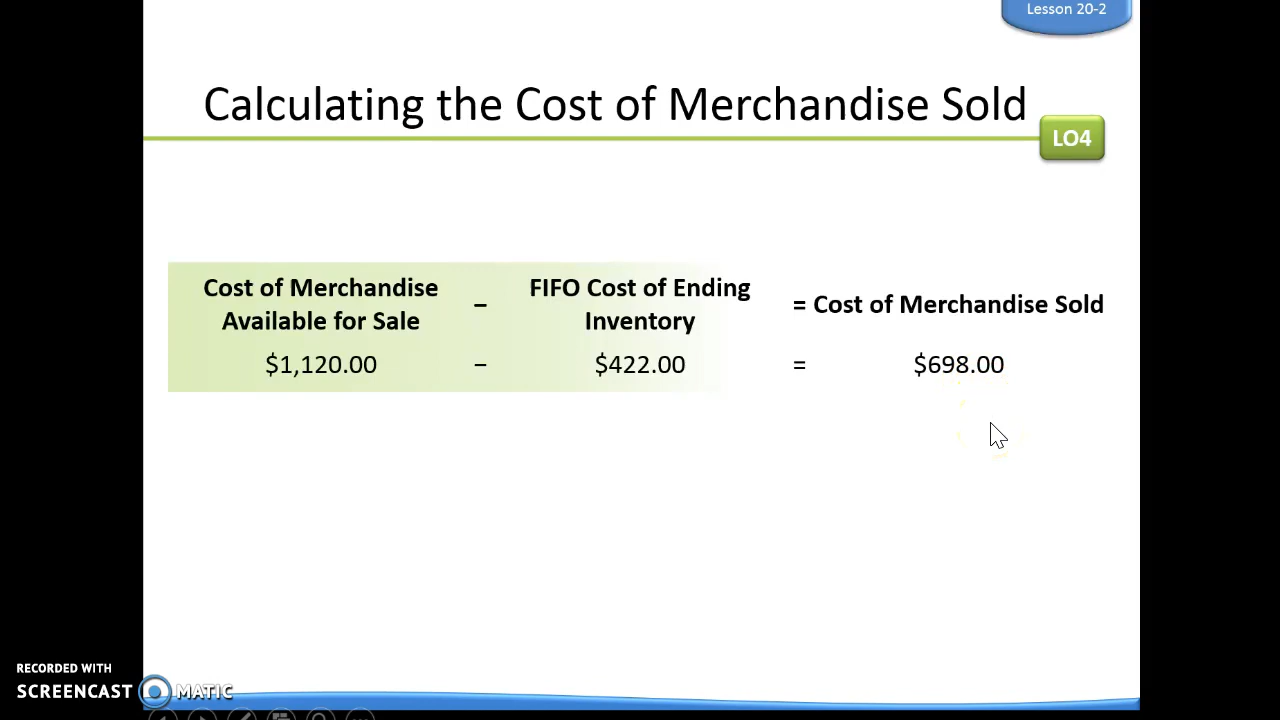 Lesson 20-2
Calculating the Cost of Merchandise Sold
LO4
Cost of Merchandise Available for Sale – FIFO Cost of Ending Inventory = Cost of Merchandise Sold
$1,120.00 – $422.00 = $698.00
RECORDED WITH
SCREENCAST MATIC